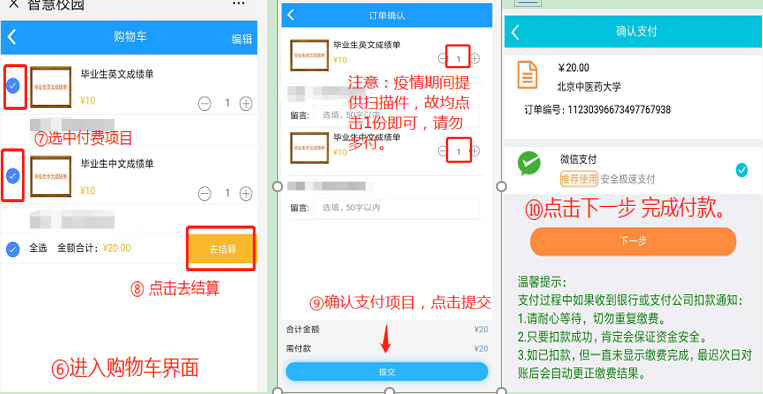 智慧校园
购物车
编辑
毕业生英文成绩单
¥10
1
⑦选中付费项目
毕业生中文成绩单
¥10
1
全选 金额合计：¥20.00
去结算
⑧ 点击去结算
⑥进入购物车界面
订单确认
毕业生英文成绩单
¥10
1
注意：疫情期间提
供扫描件，故均点
击1份即可，请勿
多付。
留言: 选填，50字以内
毕业生中文成绩单
¥10
1
留言: 选填，50字以内
⑨确认支付项目，点击提交
合计金额 ¥20
需付款 ¥20
提交
确认支付
¥20.00
北京中医药大学
订单编号：11230396673497767938
微信支付
推荐使用 安全极速支付
⑩点击下一步 完成付款。
下一步
温馨提示：
支付过程中如果收到银行或支付公司扣款通知：
1.请耐心等待，切勿重复缴费。
2.只要扣款成功，肯定会保证资金安全。
3.如已扣款，但一直未显示缴费完成，最迟次日对
账后会自动更正缴费结果。